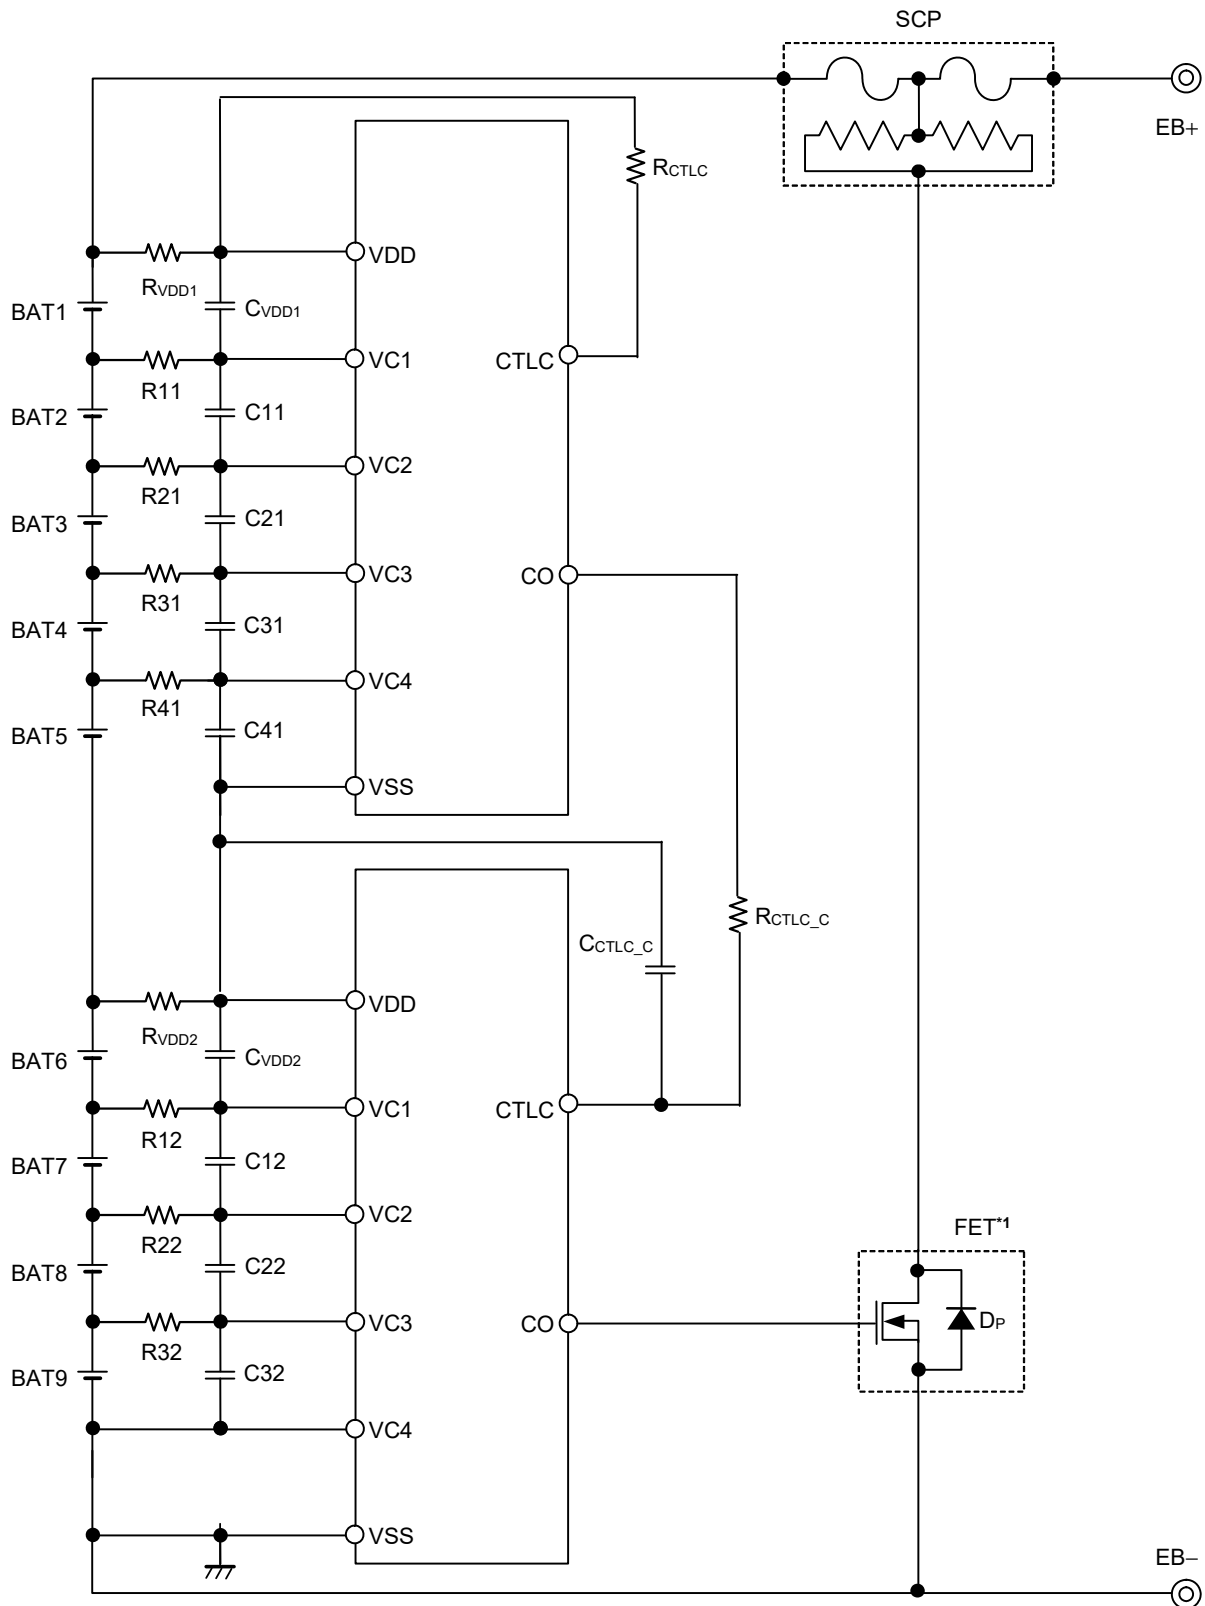 SCP
EB+
RCTLC
VDD
RVDD1
CVDD1
BAT1
VC1
CTLC
R11
C11
BAT2
VC2
R21
C21
BAT3
VC3
CO
R31
C31
BAT4
VC4
R41
C41
BAT5
VSS
RCTLC_C
CCTLC_C
VDD
RVDD2
CVDD2
BAT6
VC1
CTLC
R12
C12
BAT7
VC2
FET*1
R22
C22
BAT8
VC3
CO
DP
R32
C32
BAT9
VC4
VSS
EB−